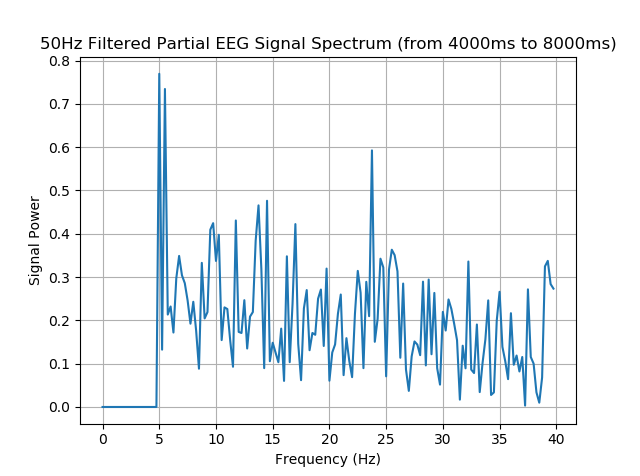 50Hz Filtered Partial EEG Signal Spectrum (from 4000ms to 8000ms)
0.8
0.7
0.6
0.5
0.4
0.3
0.2
0.1
0.0
Signal Power
0 5 10 15 20 25 30 35 40
Frequency (Hz)